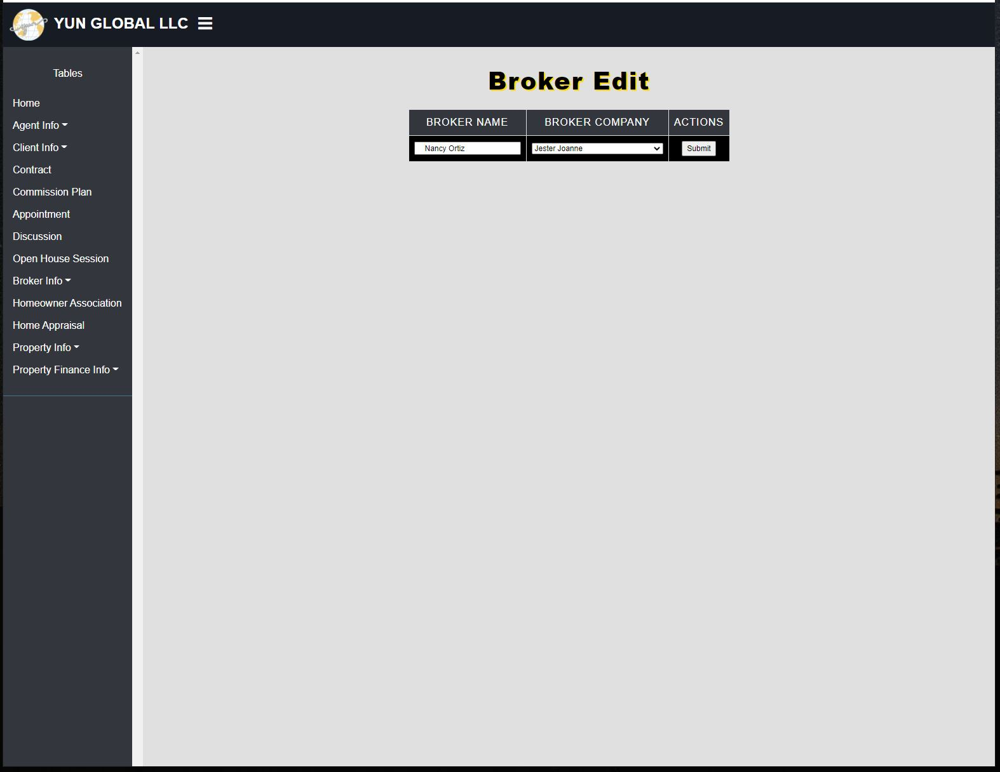 YUN GLOBAL LLC
Tables
Home
Agent Info
Client Info
Contract
Commission Plan
Appointment
Discussion
Open House Session
Broker Info
Homeowner Association
Home Appraisal
Property Info
Property Finance Info
Broker Edit
BROKER NAME BROKER COMPANY ACTIONS
Nancy Ortiz Jester Joanne Submit